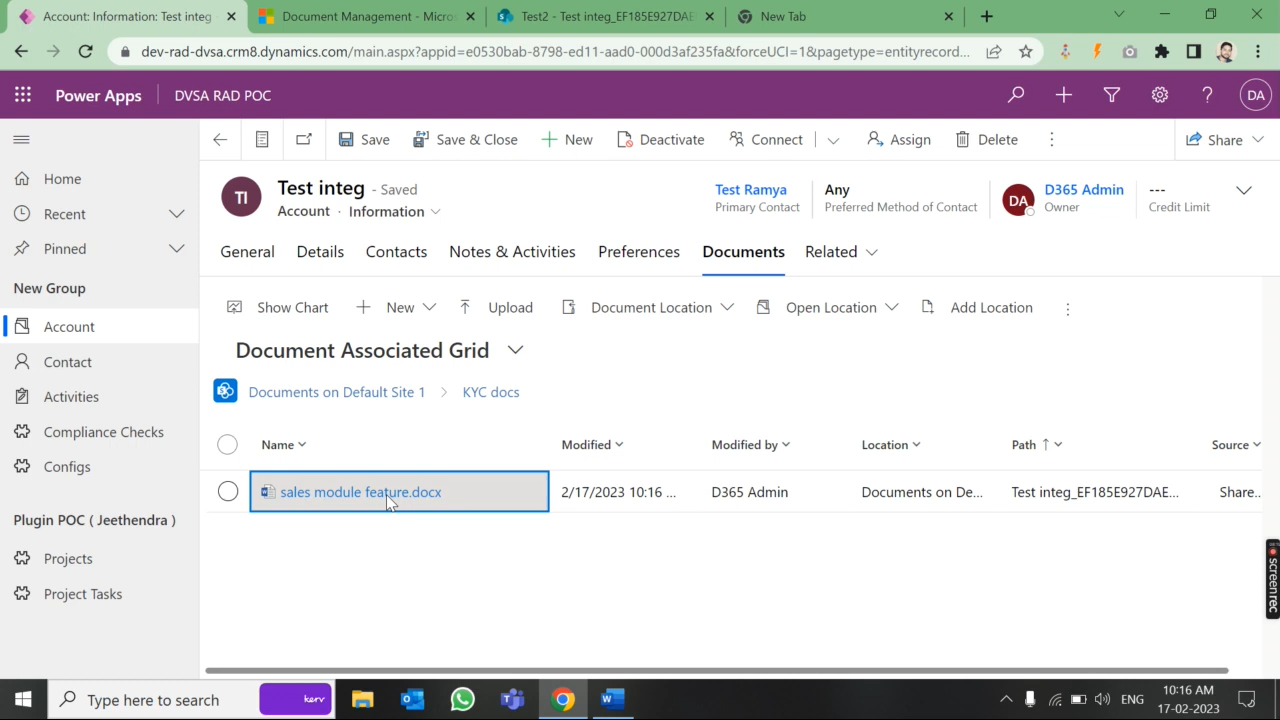 Account: Information: Test integ
Document Management - Micros
Test2 - Test integ_EF185E927DAE
New Tab
dev-rad-dvsa.crm8.dynamics.com/main.aspx?appid=e0530bab-8798-ed11-aad0-000d3af235fa&forceUCI=1&pagetype=entityrecord...
Power Apps
DVSA RAD POC
DA
Save
Save & Close
New
Deactivate
Connect
Assign
Delete
Share
Home
Recent
Pinned
New Group
Account
Contact
Activities
Compliance Checks
Configs
Plugin POC ( Jeethendra )
Projects
Project Tasks
TI
Test integ - Saved
Account · Information
Test Ramya
Primary Contact
Any
Preferred Method of Contact
DA
D365 Admin
Owner
---
Credit Limit
General
Details
Contacts
Notes & Activities
Preferences
Documents
Related
Show Chart
New
Upload
Document Location
Open Location
Add Location
Document Associated Grid
Documents on Default Site 1 > KYC docs
Name
Modified
Modified by
Location
Path
Source
sales module feature.docx
2/17/2023 10:16 ...
D365 Admin
Documents on De...
Test integ_EF185E927DAE...
Share...
screenrec
Type here to search
kerv
ENG
10:16 AM
17-02-2023